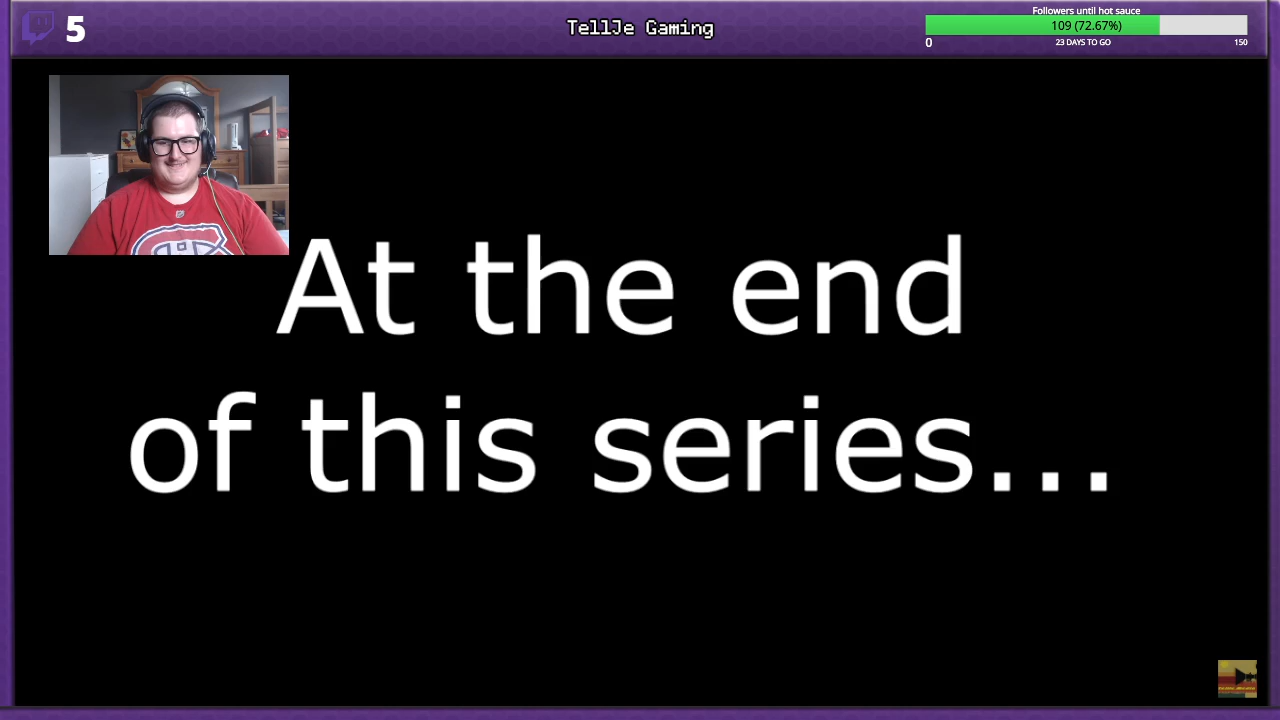 5
TellJe Gaming
Followers until hot sauce
109 (72.67%)
0
23 DAYS TO GO
150
At the end
of this series...